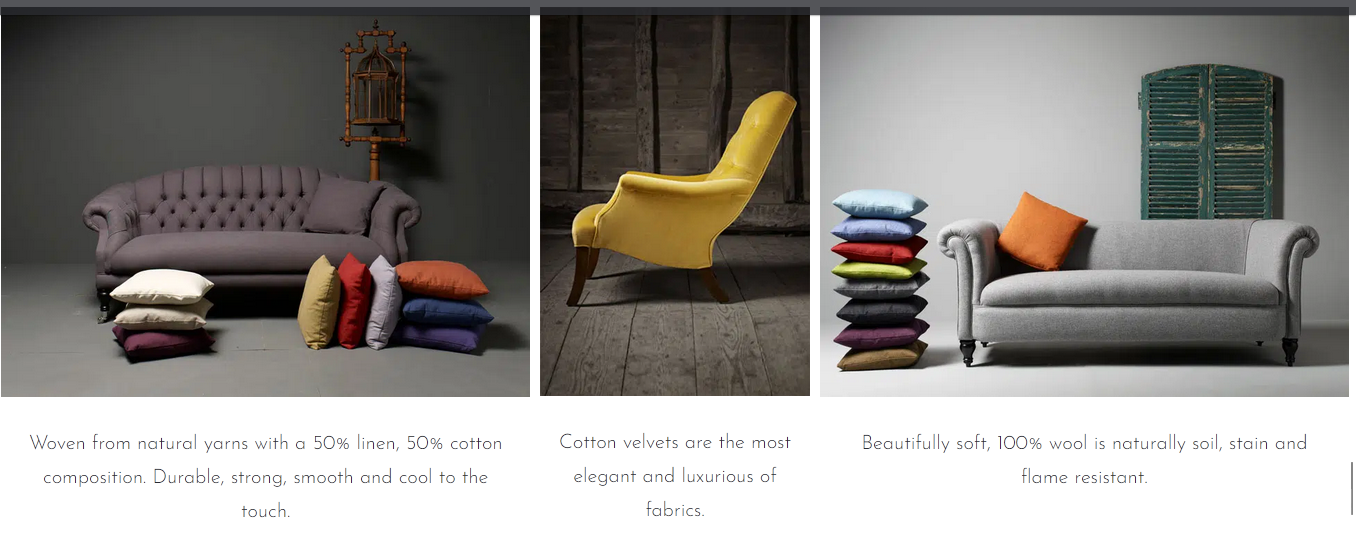 Woven from natural yarns with a 50% linen, 50% cotton
composition. Durable, strong, smooth and cool to the
touch.
Cotton velvets are the most
elegant and luxurious of
fabrics.
Beautifully soft, 100% wool is naturally soil, stain and
flame resistant.